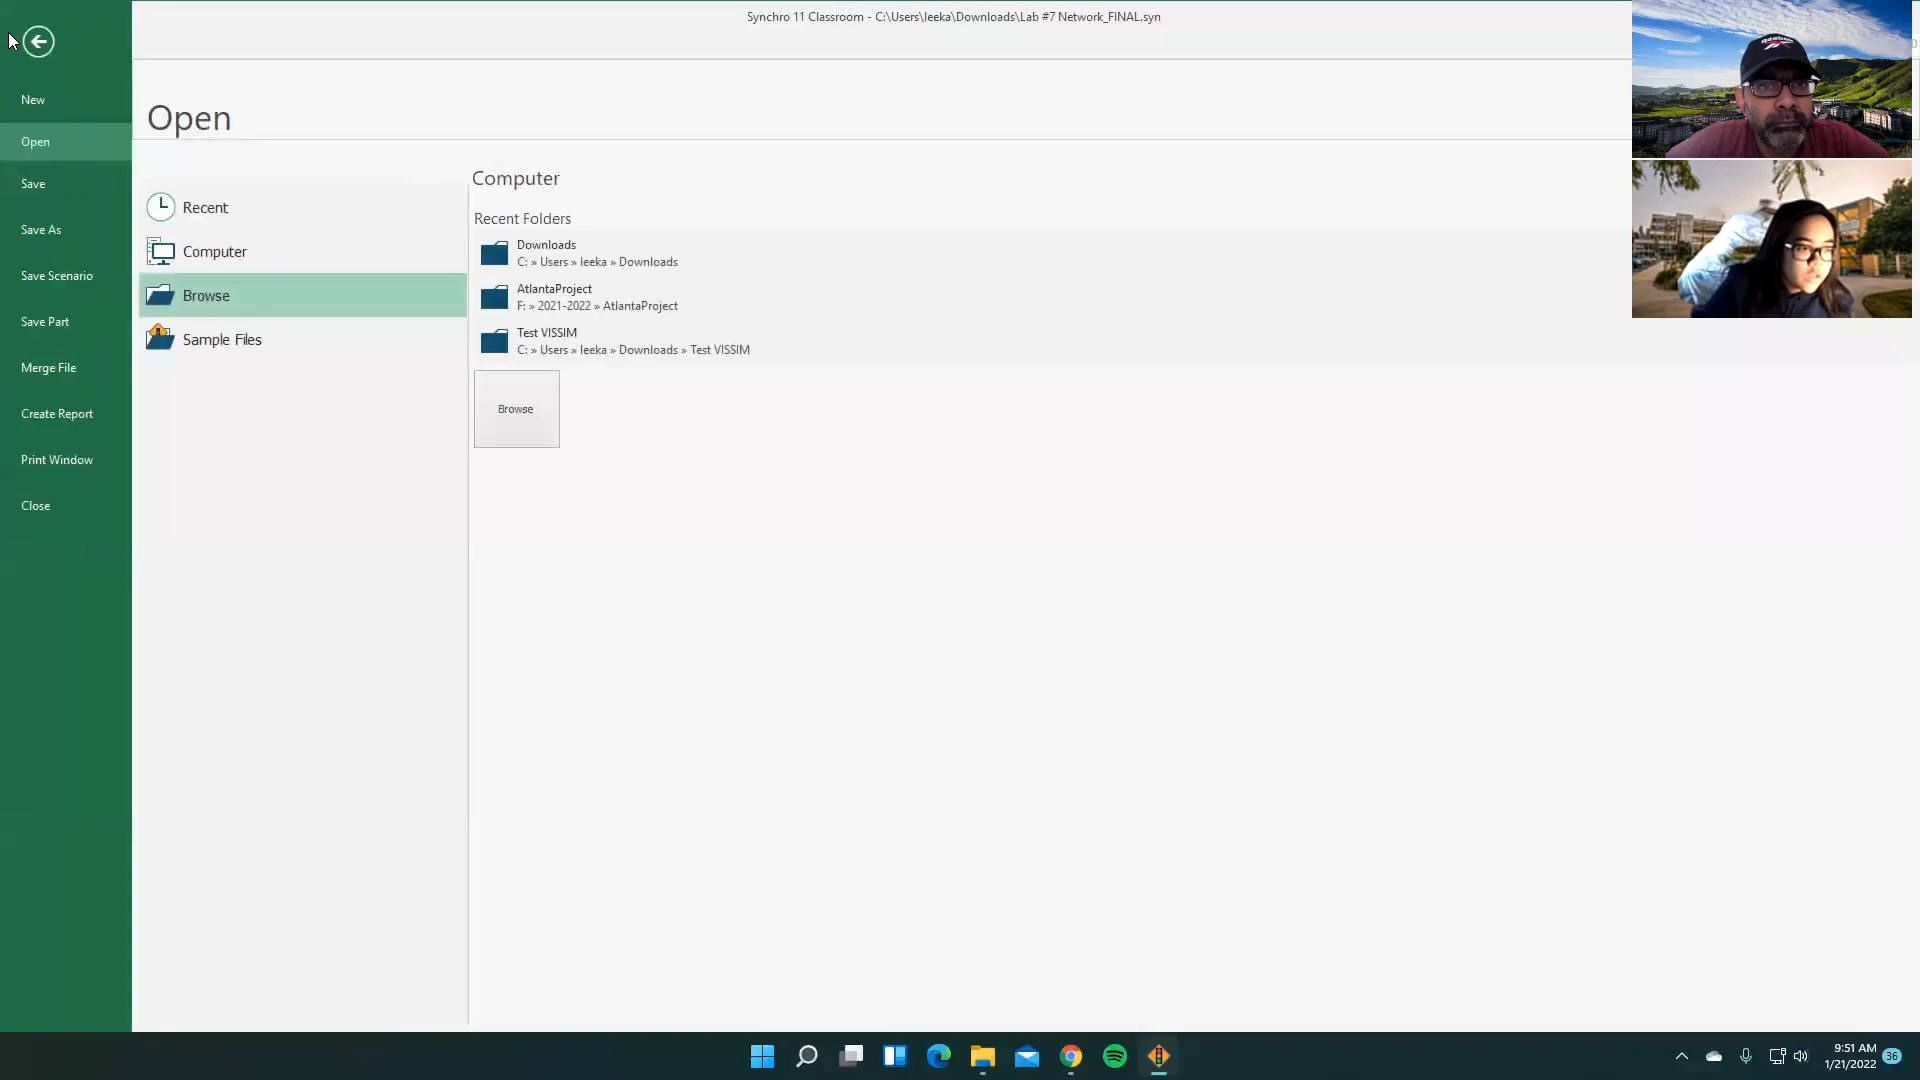 Synchro 11 Classroom - C:\Users\leeka\Downloads\Lab #7 Network_FINAL.syn
New
Open
Save
Save As
Save Scenario
Save Part
Merge File
Create Report
Print Window
Close
Open
Recent
Computer
Browse
Sample Files
Computer
Recent Folders
Downloads
C: » Users » leeka » Downloads
AtlantaProject
F: » 2021-2022 » AtlantaProject
Test VISSIM
C: » Users » leeka » Downloads » Test VISSIM
Browse
Reebok
9:51 AM
1/21/2022
36